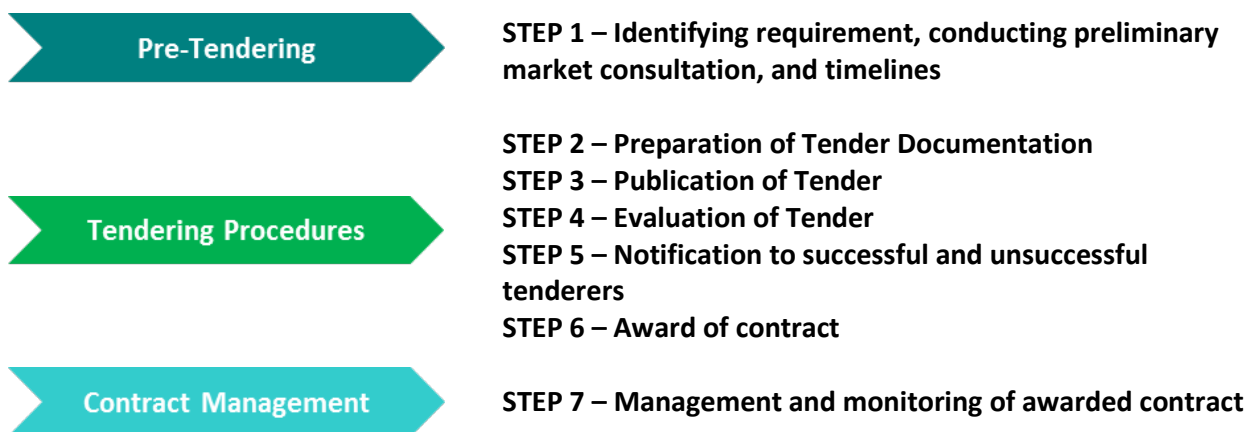 Pre-Tendering
STEP 1 – Identifying requirement, conducting preliminary
market consultation, and timelines
Tendering Procedures
STEP 2 – Preparation of Tender Documentation
STEP 3 – Publication of Tender
STEP 4 – Evaluation of Tender
STEP 5 – Notification to successful and unsuccessful
tenderers
STEP 6 – Award of contract
Contract Management
STEP 7 – Management and monitoring of awarded contract